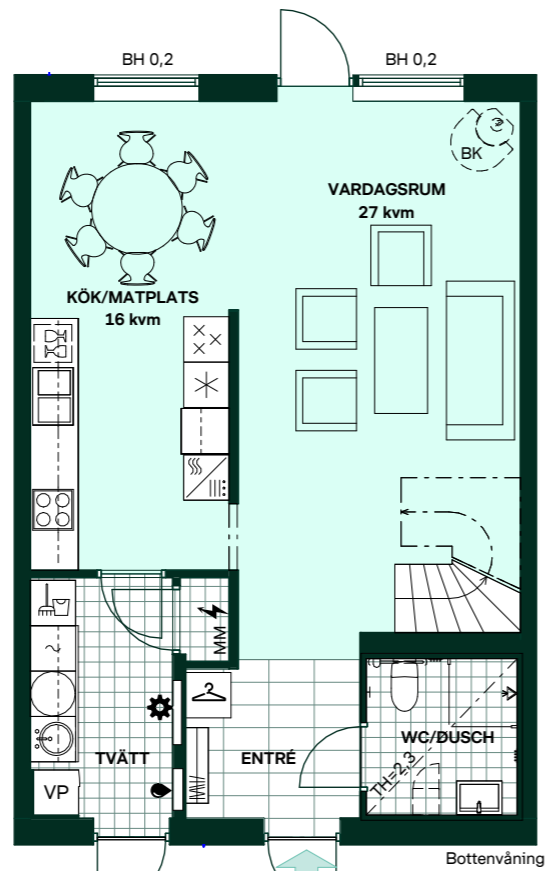 BH 0,2
BH 0,2
BK
VARDAGSRUM
27 kvm
KÖK/MATPLATS
16 kvm
MM
WC/DUSCH
TVÄTT
ENTRÉ
TH=2,3
VP
Bottenvåning